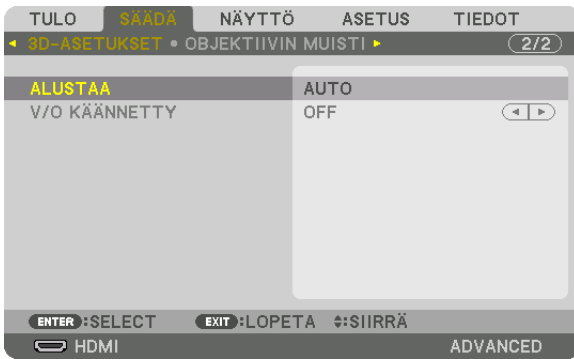 TULO SÄÄDÄ NÄYTTÖ ASETUS TIEDOT
3D-ASETUKSET • OBJEKTIIVIN MUISTI 2/2
ALUSTAA AUTO
V/O KÄÄNNETTY OFF
ENTER :SELECT EXIT :LOPETA :SIIRRÄ
HDMI ADVANCED